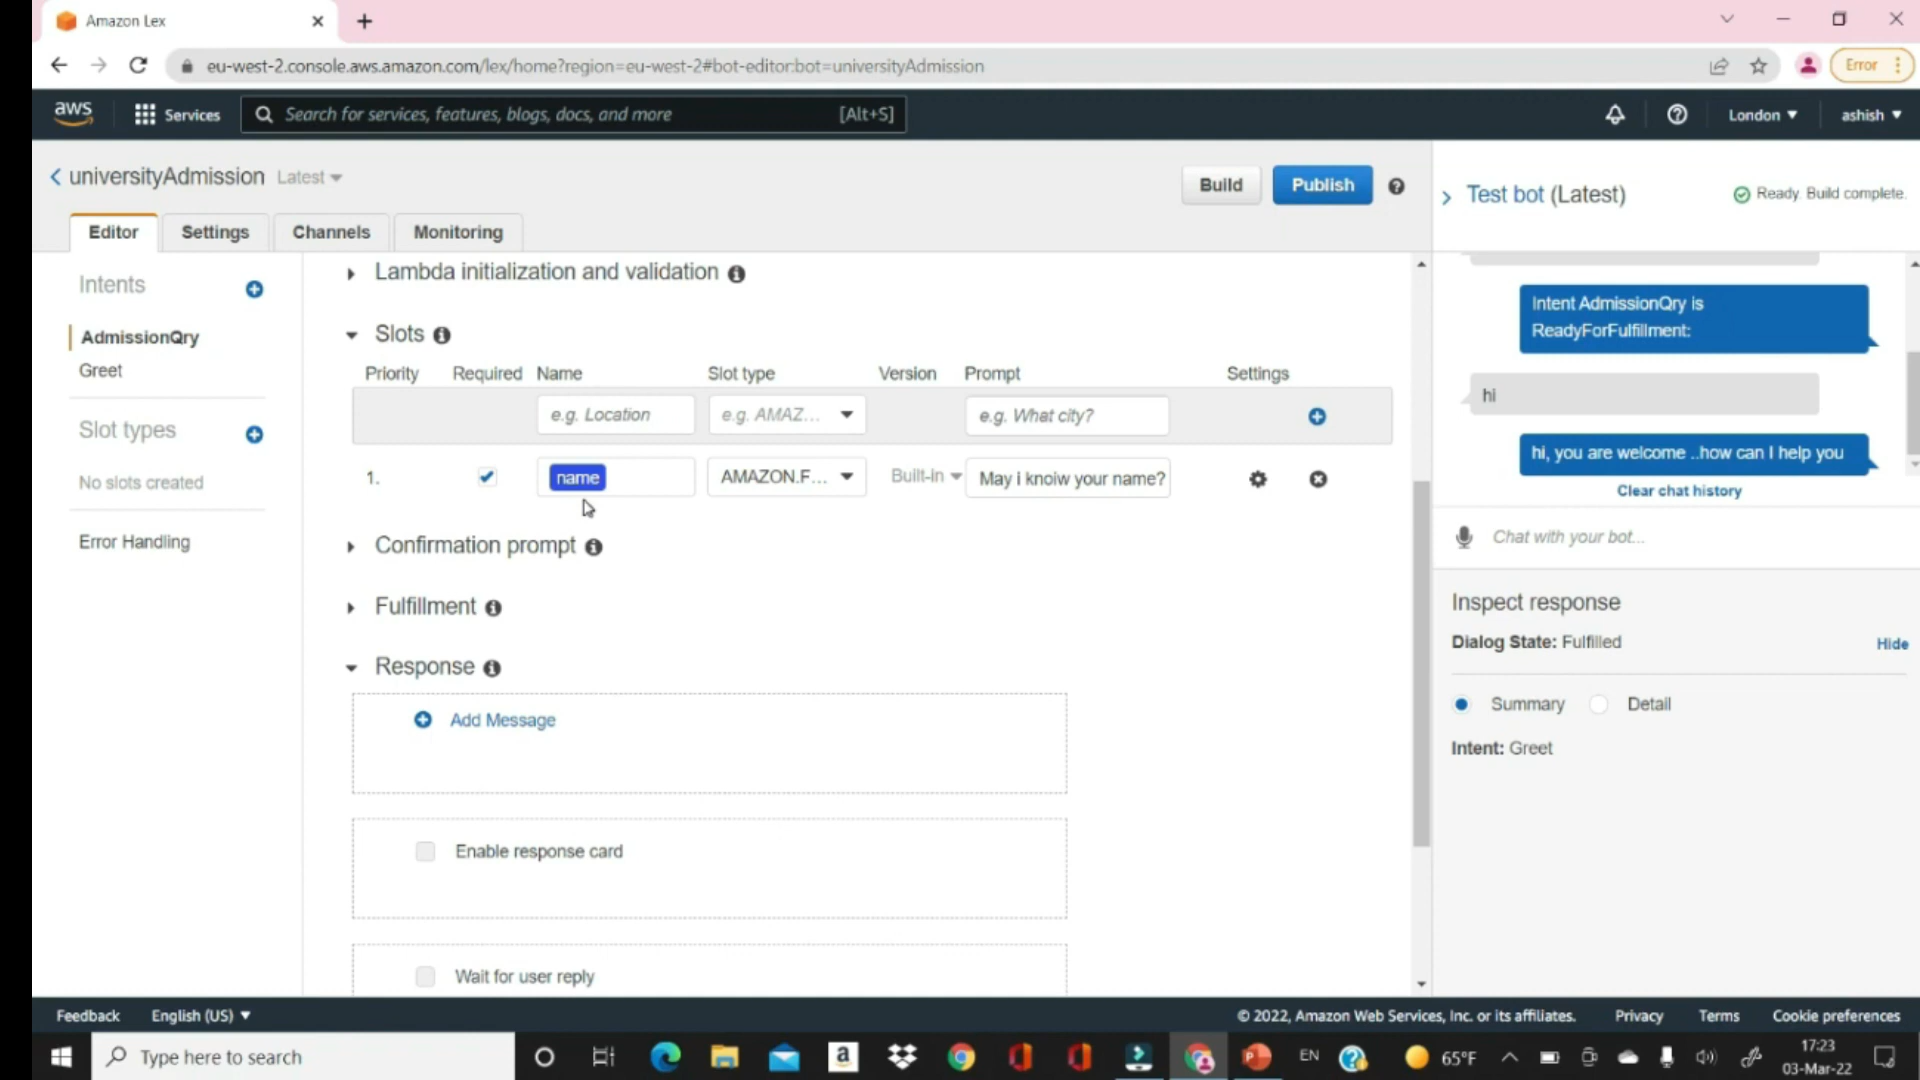 Amazon Lex
eu-west-2.console.aws.amazon.com/lex/home?region=eu-west-2#bot-editor:bot=universityAdmission
Error
aws
Services
Search for services, features, blogs, docs, and more
[Alt+S]
London
ashish
universityAdmission
Latest
Build
Publish
Test bot (Latest)
Ready. Build complete.
Editor
Settings
Channels
Monitoring
Intents
AdmissionQry
Greet
Slot types
No slots created
Error Handling
Lambda initialization and validation
Slots
Priority
Required
Name
Slot type
Version
Prompt
Settings
e.g. Location
e.g. AMAZ...
e.g. What city?
1.
name
AMAZON.F...
Built-in
May i knoiw your name?
Confirmation prompt
Fulfillment
Response
Add Message
Enable response card
Wait for user reply
Intent AdmissionQry is
ReadyForFulfillment:
hi
hi, you are welcome ..how can I help you
Clear chat history
Chat with your bot...
Inspect response
Dialog State: Fulfilled
Hide
Summary
Detail
Intent: Greet
Feedback
English (US)
© 2022, Amazon Web Services, Inc. or its affiliates.
Privacy
Terms
Cookie preferences
Type here to search
a
P
EN
65°F
17:23
03-Mar-22